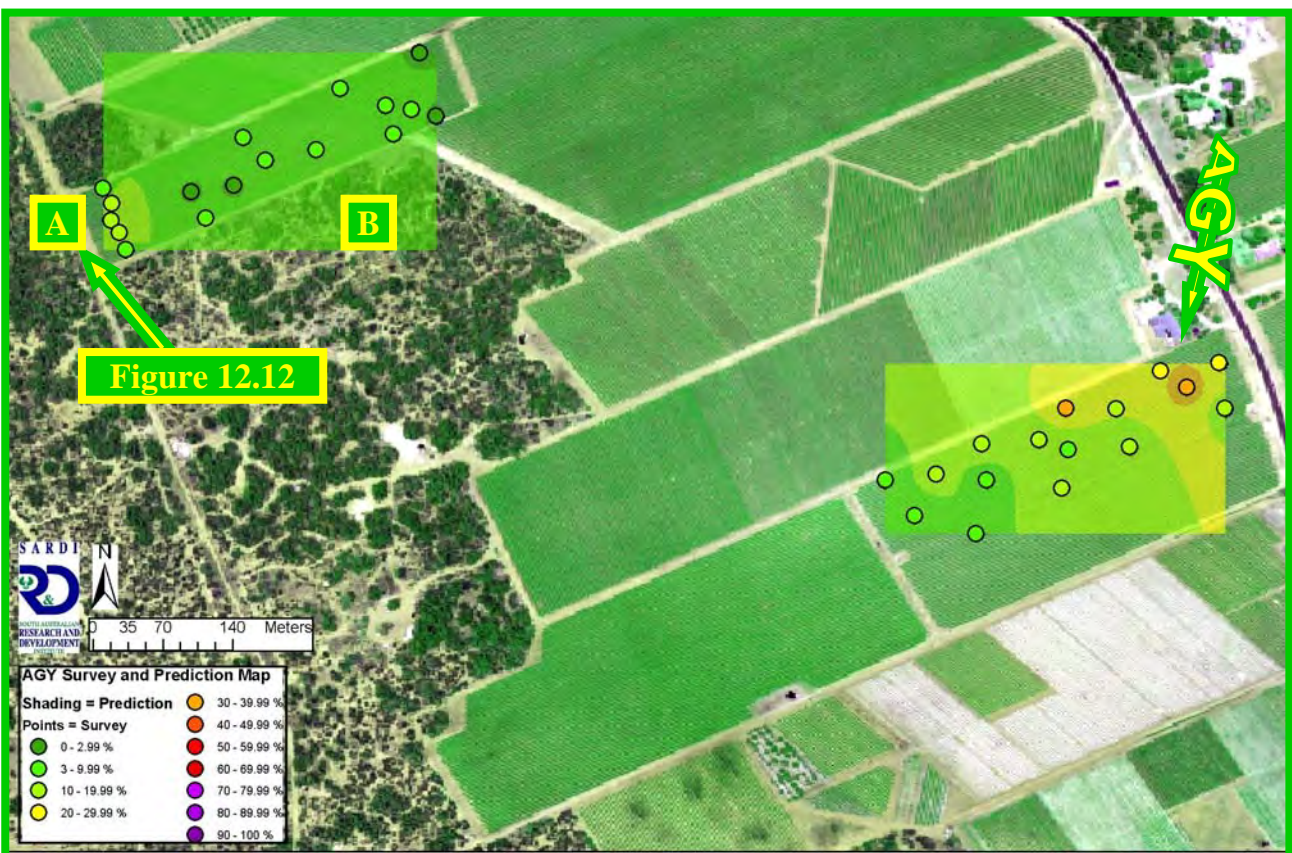 A
B
Figure 12.12
AGY
SARDI
R&D
SOUTH AUSTRALIAN
RESEARCH AND
DEVELOPMENT
INSTITUTE
N
0 35 70 140 Meters
AGY Survey and Prediction Map
Shading = Prediction
Points = Survey
0 - 2.99 %
3 - 9.99 %
10 - 19.99 %
20 - 29.99 %
30 - 39.99 %
40 - 49.99 %
50 - 59.99 %
60 - 69.99 %
70 - 79.99 %
80 - 89.99 %
90 - 100 %